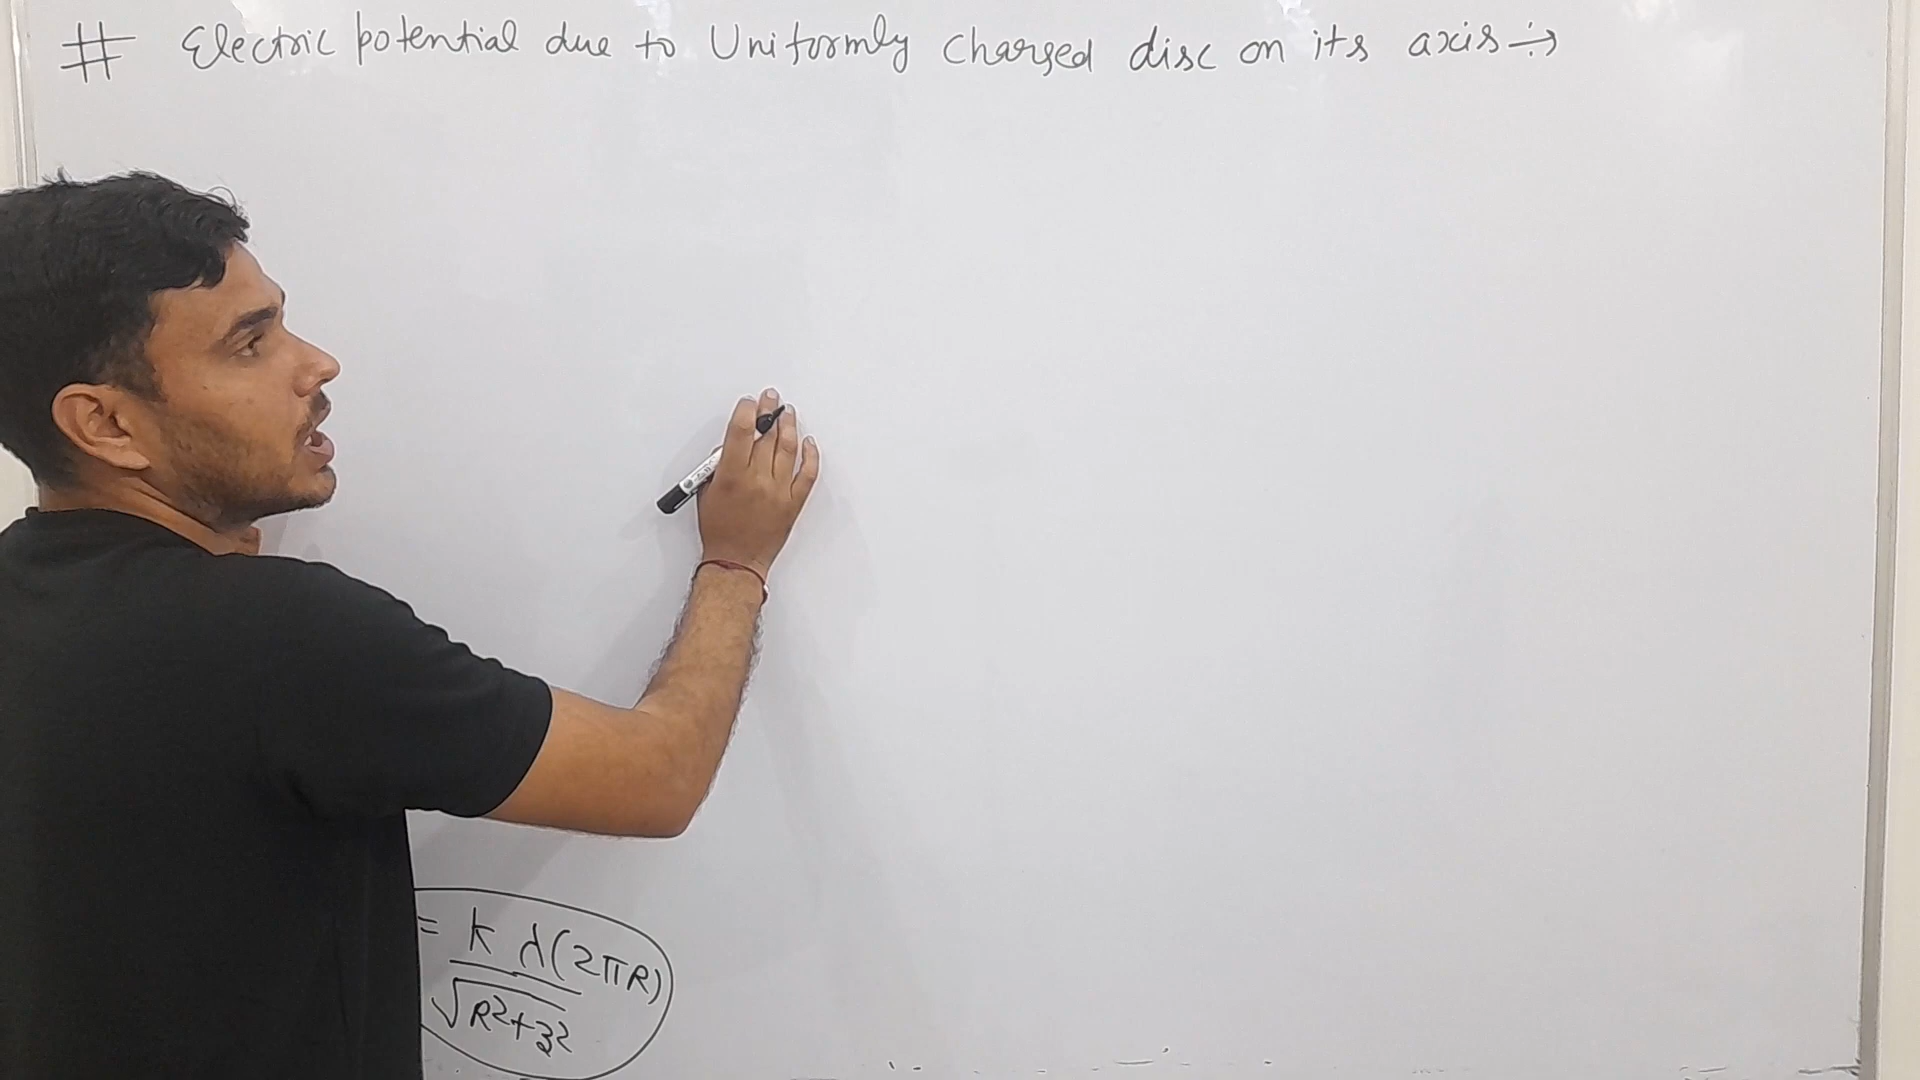 # Electric potential due to Uniformly Charged disc on its axis :→
= k λ(2πR)
√R²+z²